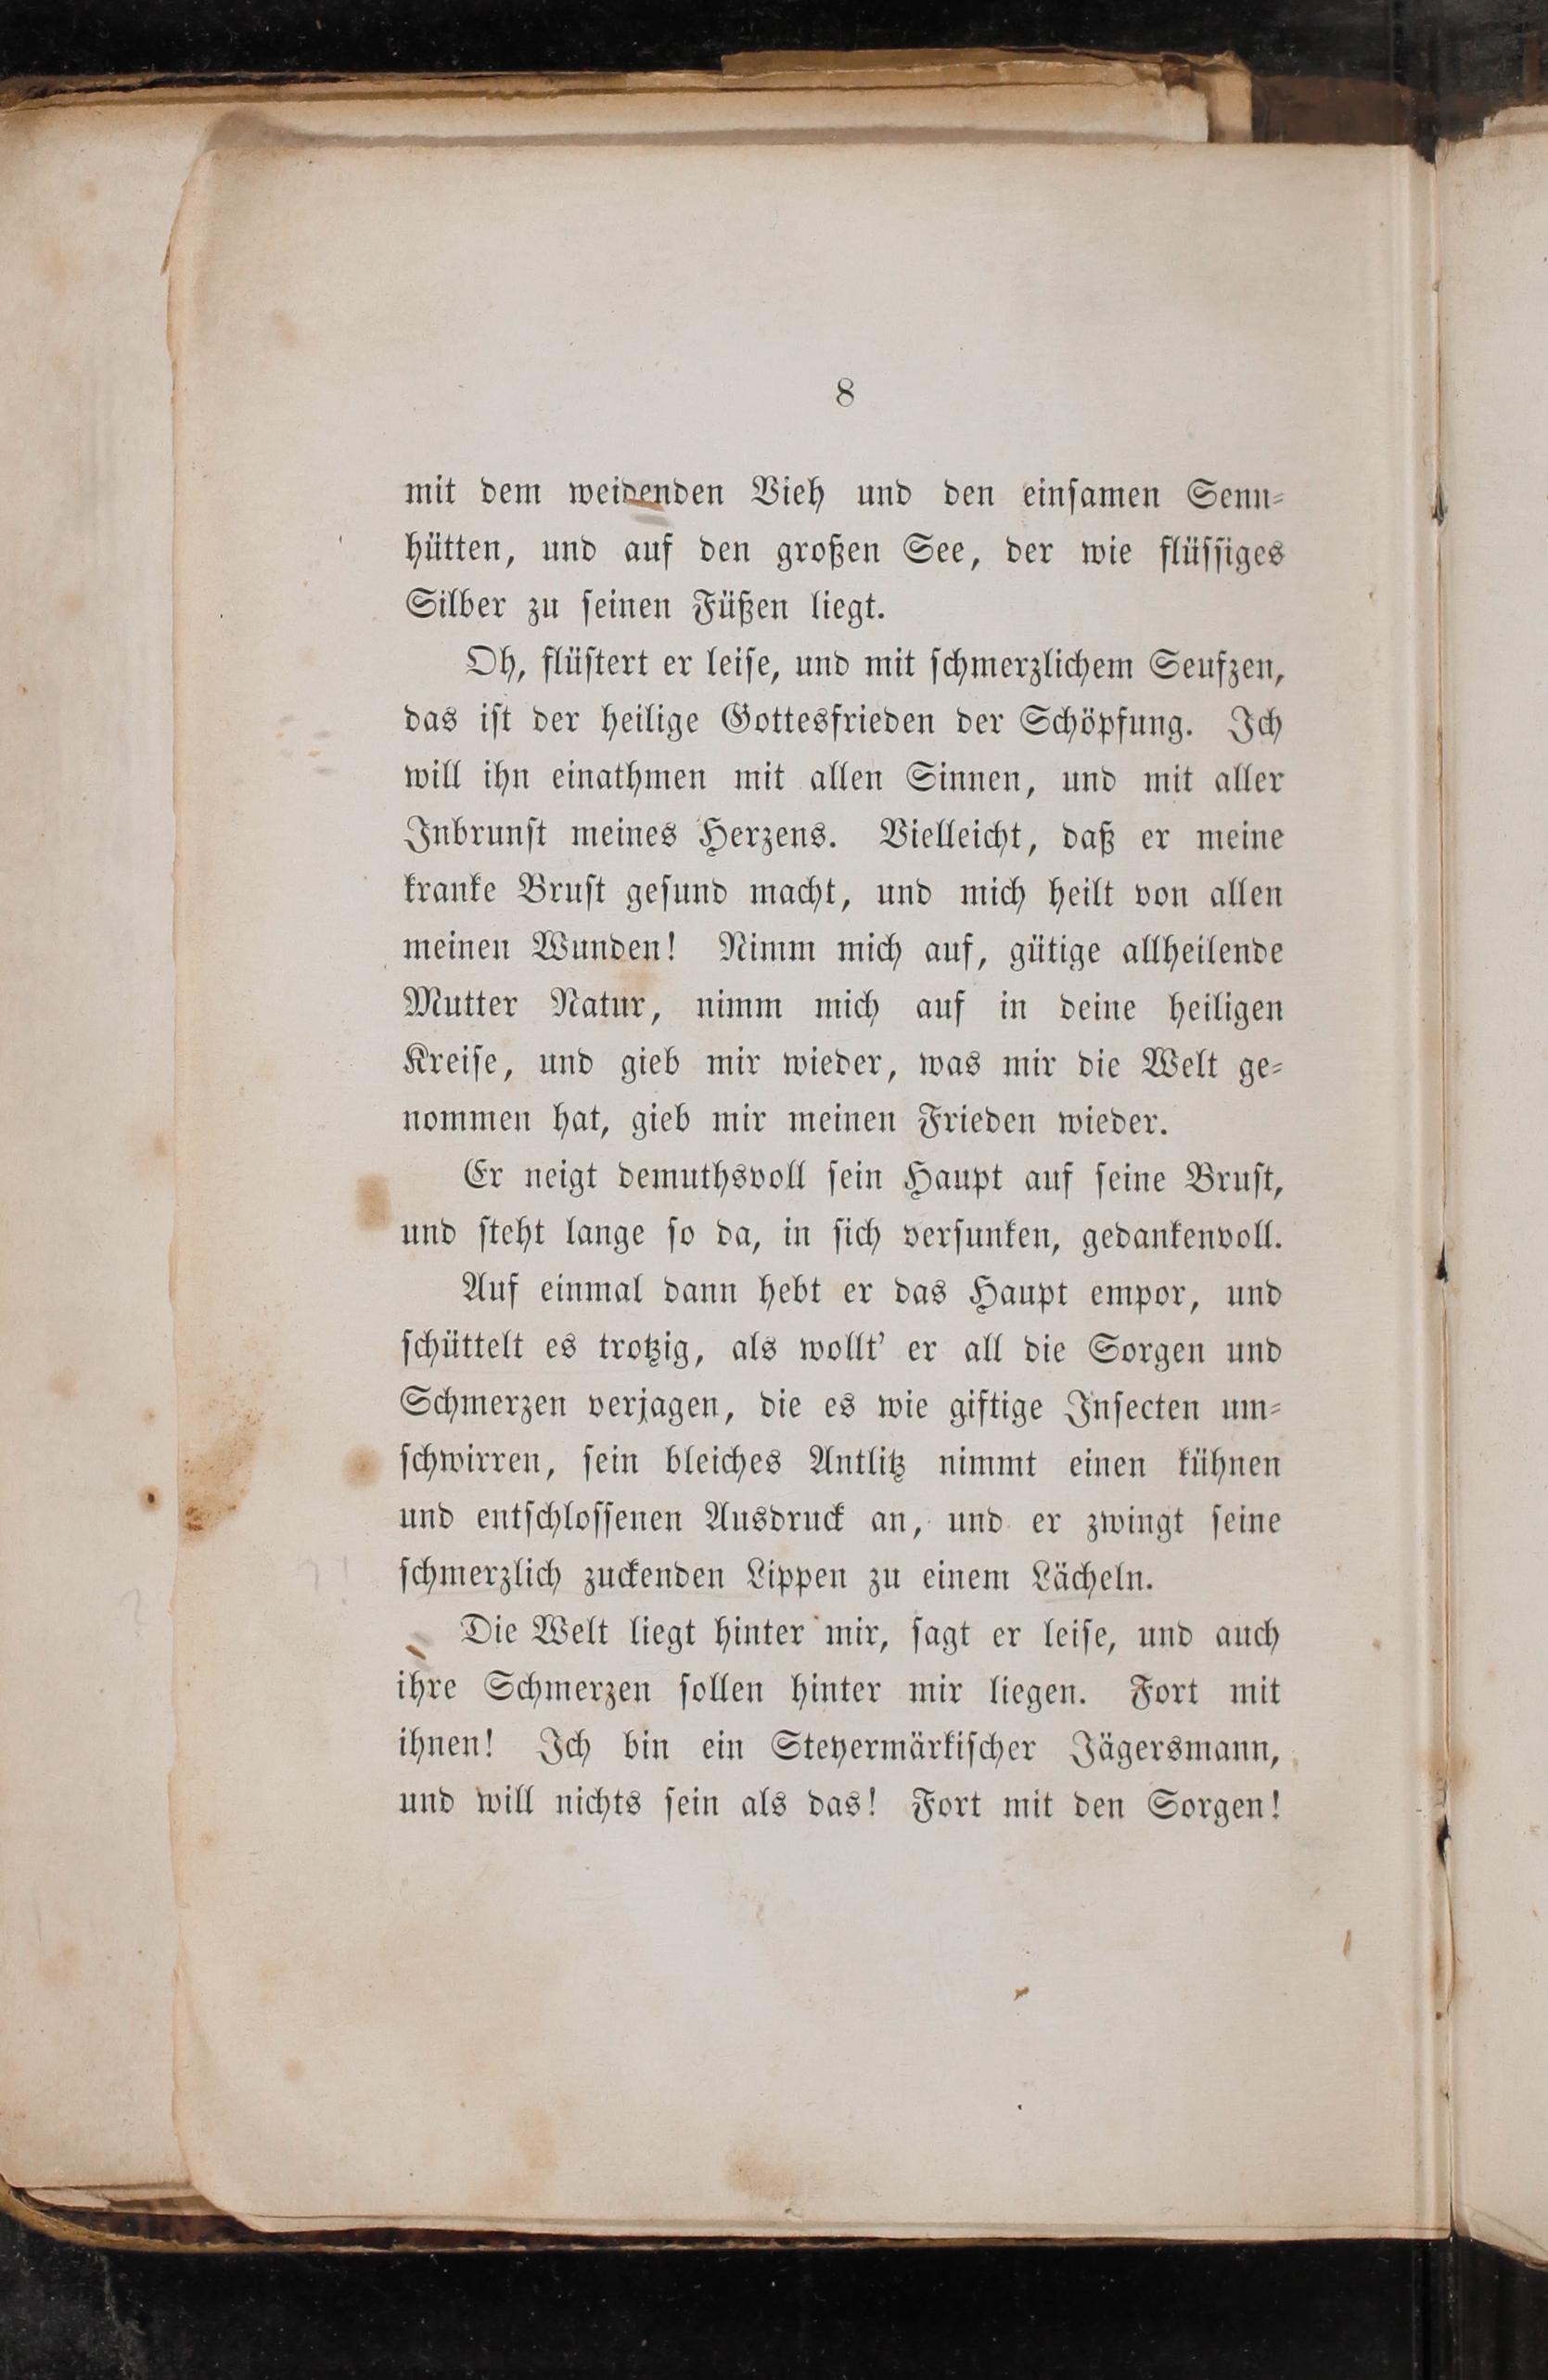 8
mit dem weidenden Vieh und den einsamen Senn-
hütten, und auf den großen See, der wie flüssiges
Silber zu seinen Füßen liegt.
Oh, flüstert er leise, und mit schmerzlichem Seufzen,
das ist der heilige Gottesfrieden der Schöpfung. Ich
will ihn einathmen mit allen Sinnen, und mit aller
Inbrunst meines Herzens. Vielleicht, daß er meine
kranke Brust gesund macht, und mich heilt von allen
meinen Wunden! Nimm mich auf, gütige allheilende
Mutter Natur, nimm mich auf in deine heiligen
Kreise, und gieb mir wieder, was mir die Welt ge-
nommen hat, gieb mir meinen Frieden wieder.
Er neigt demuthsvoll sein Haupt auf seine Brust,
und steht lange so da, in sich versunken, gedankenvoll.
Auf einmal dann hebt er das Haupt empor, und
schüttelt es trotzig, als wollt' er all die Sorgen und
Schmerzen verjagen, die es wie giftige Insecten um-
schwirren, sein bleiches Antlitz nimmt einen kühnen
und entschlossenen Ausdruck an, und er zwingt seine
schmerzlich zuckenden Lippen zu einem Lächeln.
Die Welt liegt hinter mir, sagt er leise, und auch
ihre Schmerzen sollen hinter mir liegen. Fort mit
ihnen! Ich bin ein Steyermärkischer Jägersmann,
und will nichts sein als das! Fort mit den Sorgen!